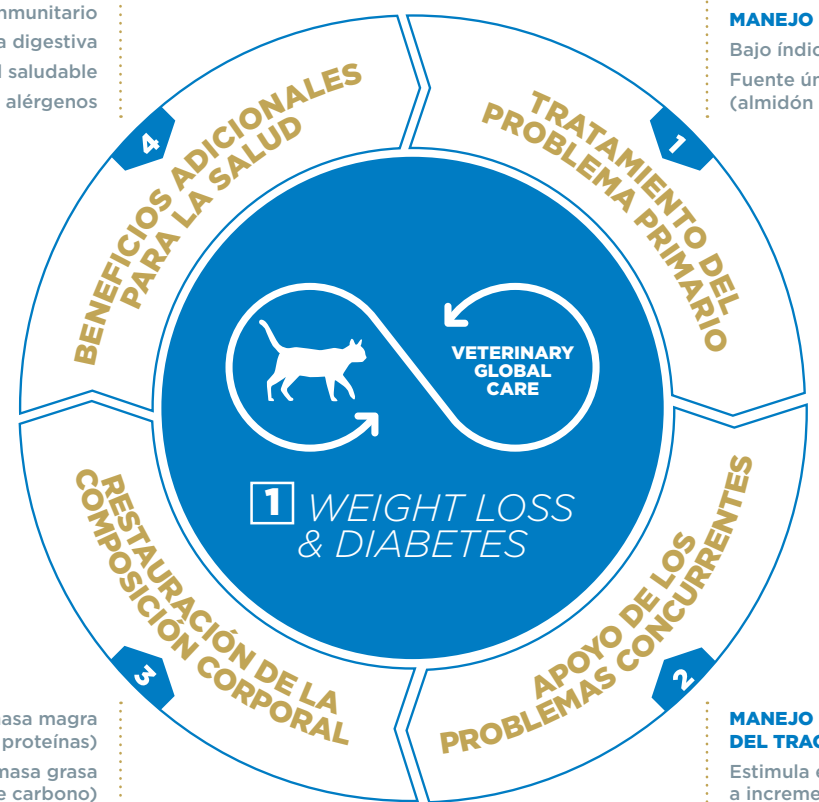 nmunitario
a digestiva
l saludable
alérgenos
MANEJO
Bajo índic
Fuente ún
(almidón
4
BENEFICIOS ADICIONALES
PARA LA SALUD
1
TRATAMIENTO DEL
PROBLEMA PRIMARIO
VETERINARY
GLOBAL
CARE
1 WEIGHT LOSS
& DIABETES
2
APOYO DE LOS
PROBLEMAS CONCURRENTES
3
RESTAURACIÓN DE LA
COMPOSICIÓN CORPORAL
nasa magra
proteínas)
masa grasa
e carbono)
MANEJO
DEL TRAC
Estimula e
a increme